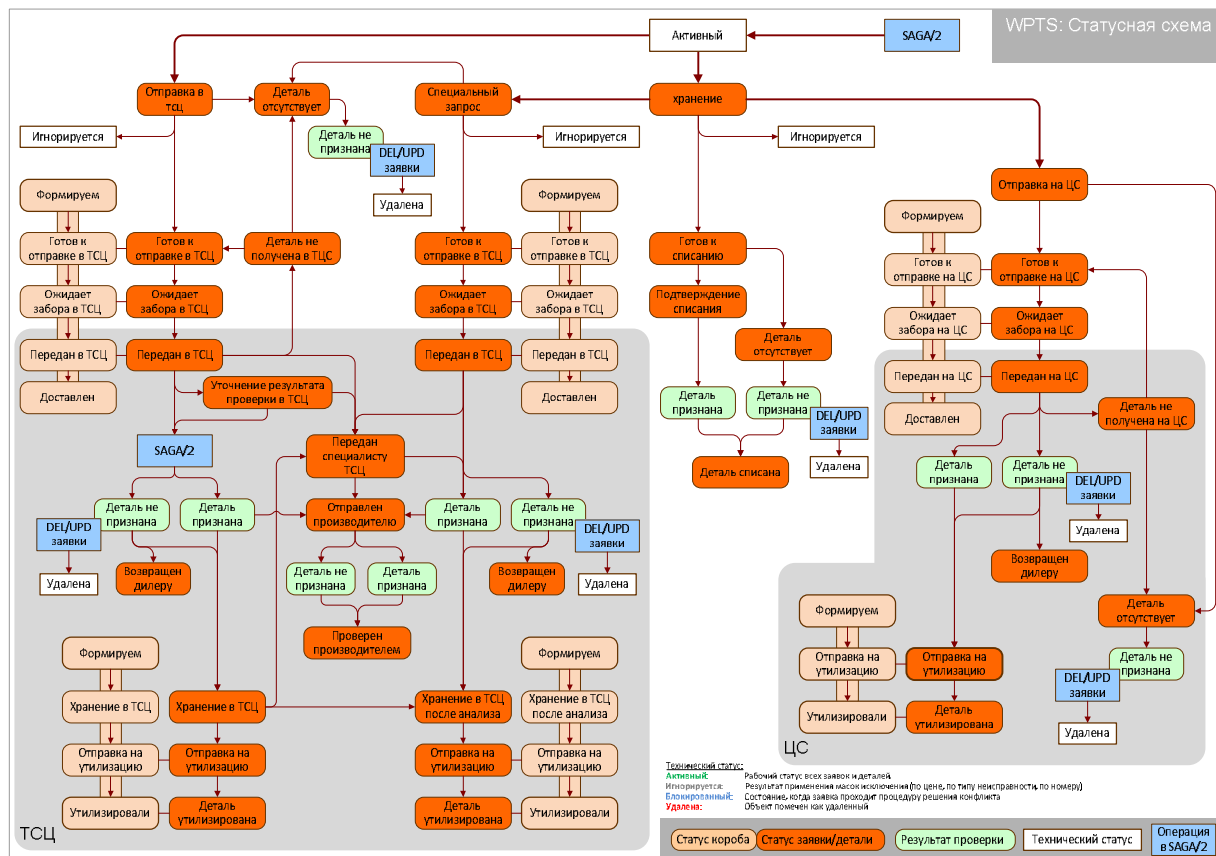 WPTS: Статусная схема
Активный
SAGA/2
Отправка в
тсц
Деталь
отсутствует
Специальный
запрос
хранение
Игнорируется
Деталь не
признана
DEL/UPD
заявки
Удалена
Игнорируется
Игнорируется
Отправка на ЦС
Формируем
Готов к
отправке в ТСЦ
Готов к
отправке в ТСЦ
Деталь не
получена в ТЦС
Готов к
отправке в ТСЦ
Формируем
Готов к
отправке в ТСЦ
Готов к
списанию
Формируем
Готов к
отправке на ЦС
Готов к
отправке на ЦС
Ожидает
забора в ТСЦ
Ожидает
забора в ТСЦ
Ожидает
забора в ТСЦ
Ожидает
забора в ТСЦ
Подтверждение
списания
Ожидает
забора на ЦС
Ожидает
забора на ЦС
Передан в ТСЦ
Передан в ТСЦ
Передан в ТСЦ
Передан в ТСЦ
Деталь
отсутствует
Передан на ЦС
Передан на ЦС
Доставлен
Уточнение результата
проверки в ТСЦ
Доставлен
Деталь
признана
Деталь не
признана
DEL/UPD
заявки
Удалена
Доставлен
Деталь не
получена на ЦС
SAGA/2
Передан
специалисту
ТСЦ
Деталь списана
Деталь
признана
Деталь не
признана
DEL/UPD
заявки
Удалена
Деталь не
признана
Деталь
признана
Отправлен
производителю
Деталь
признана
Деталь не
признана
DEL/UPD
заявки
Удалена
DEL/UPD
заявки
Удалена
Возвращен
дилеру
Деталь не
признана
Деталь
признана
Возвращен
дилеру
Возвращен
дилеру
Проверен
производителем
Формируем
Деталь
отсутствует
Формируем
Формируем
Отправка на
утилизацию
Отправка на
утилизацию
Деталь не
признана
DEL/UPD
заявки
Удалена
Хранение в ТСЦ
Хранение в ТСЦ
Хранение в ТСЦ
после анализа
Хранение в ТСЦ
после анализа
Утилизировали
Деталь
утилизирована
Отправка на
утилизацию
Отправка на
утилизацию
Отправка на
утилизацию
Отправка на
утилизацию
ЦС
Утилизировали
Деталь
утилизирована
Деталь
утилизирована
Утилизировали
ТСЦ
Технический статус:
Активный: Рабочий статус всех заявок и деталей
Игнорируется: Результат применения масок исключения (по цене, по типу неисправности, по номеру)
Блокированный: Состояние, когда заявка проходит процедуру решения конфликта
Удалена: Объект помечен как удаленный
Статус короба
Статус заявки/детали
Результат проверки
Технический статус
Операция
в SAGA/2